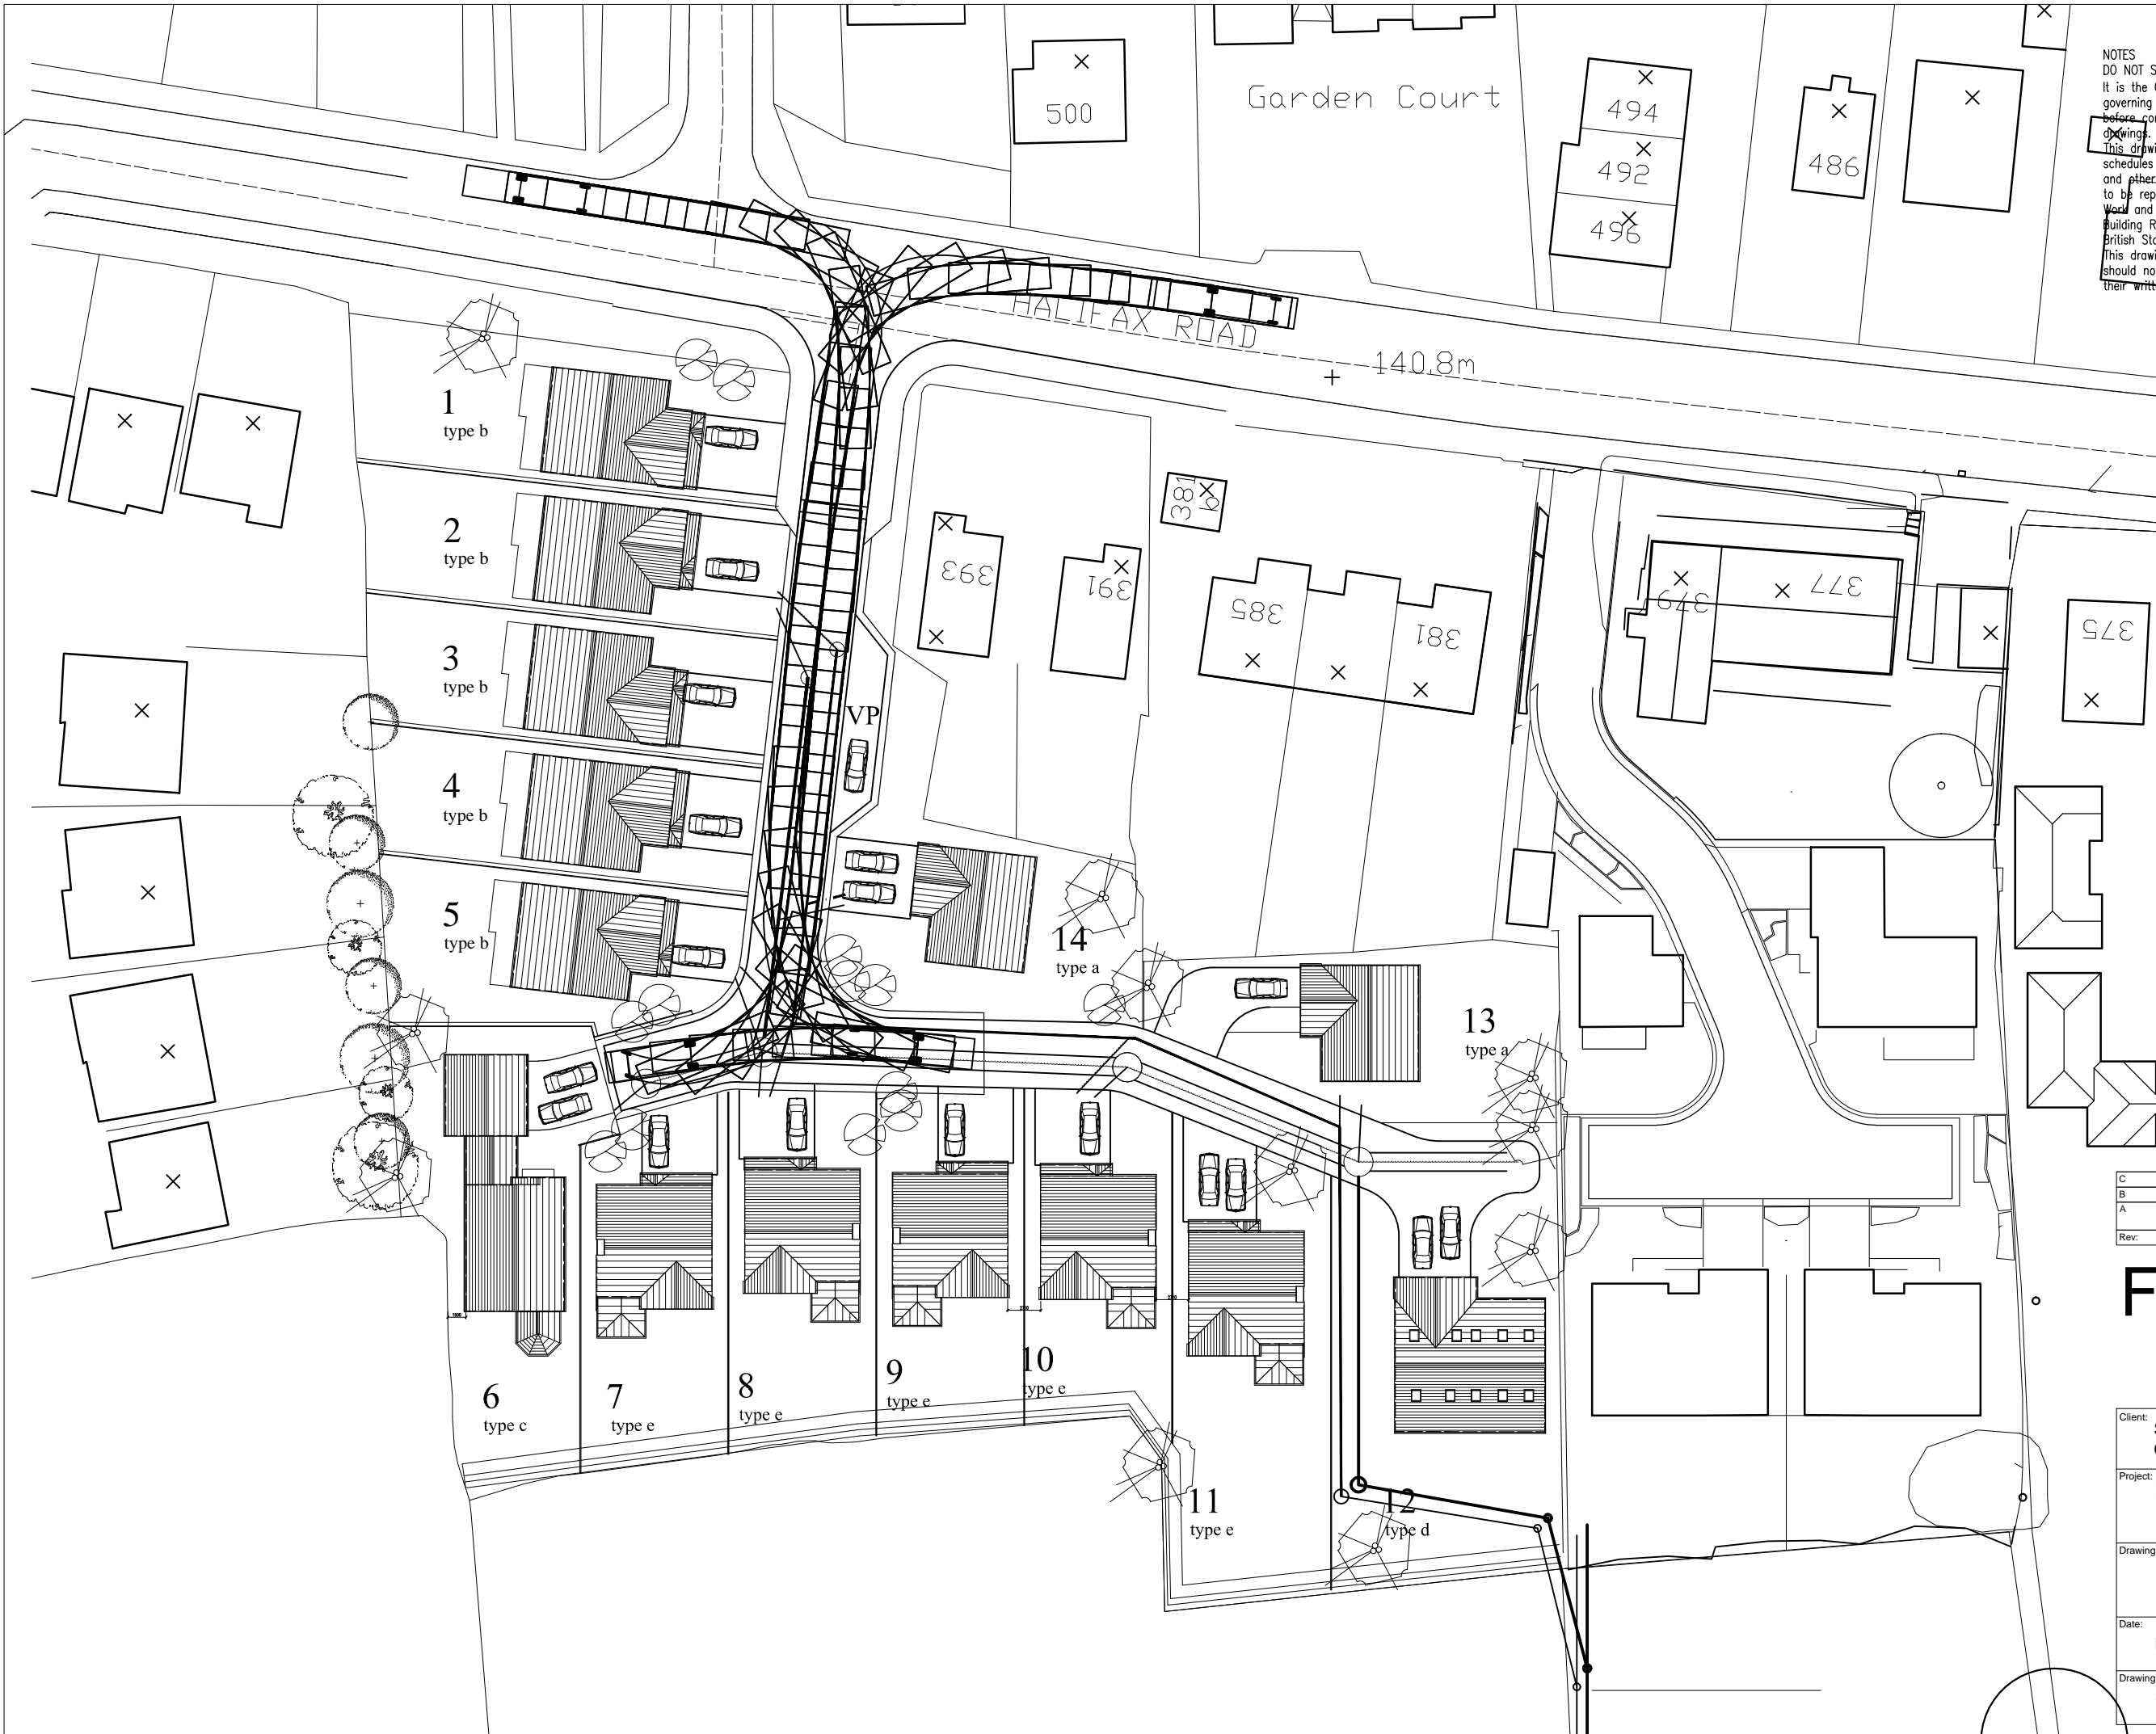 500
Garden Court
494
492
496
486
NOTES
DO NOT S
It is the
governing
before con
drawings.
This drawi
schedules
and other
to be rep
Work and
Building R
British Sta
This drawi
should no
their writt
HALIFAX ROAD
140.8m
1
type b
2
type b
3
type b
4
type b
5
type b
VP
393
391
381
385
381
379
377
375
14
type a
13
type a
6
type c
7
type e
8
type e
9
type e
10
type e
11
type e
12
type d
C
B
A
Rev:
F
Client:
Project:
Drawing
Date:
Drawing